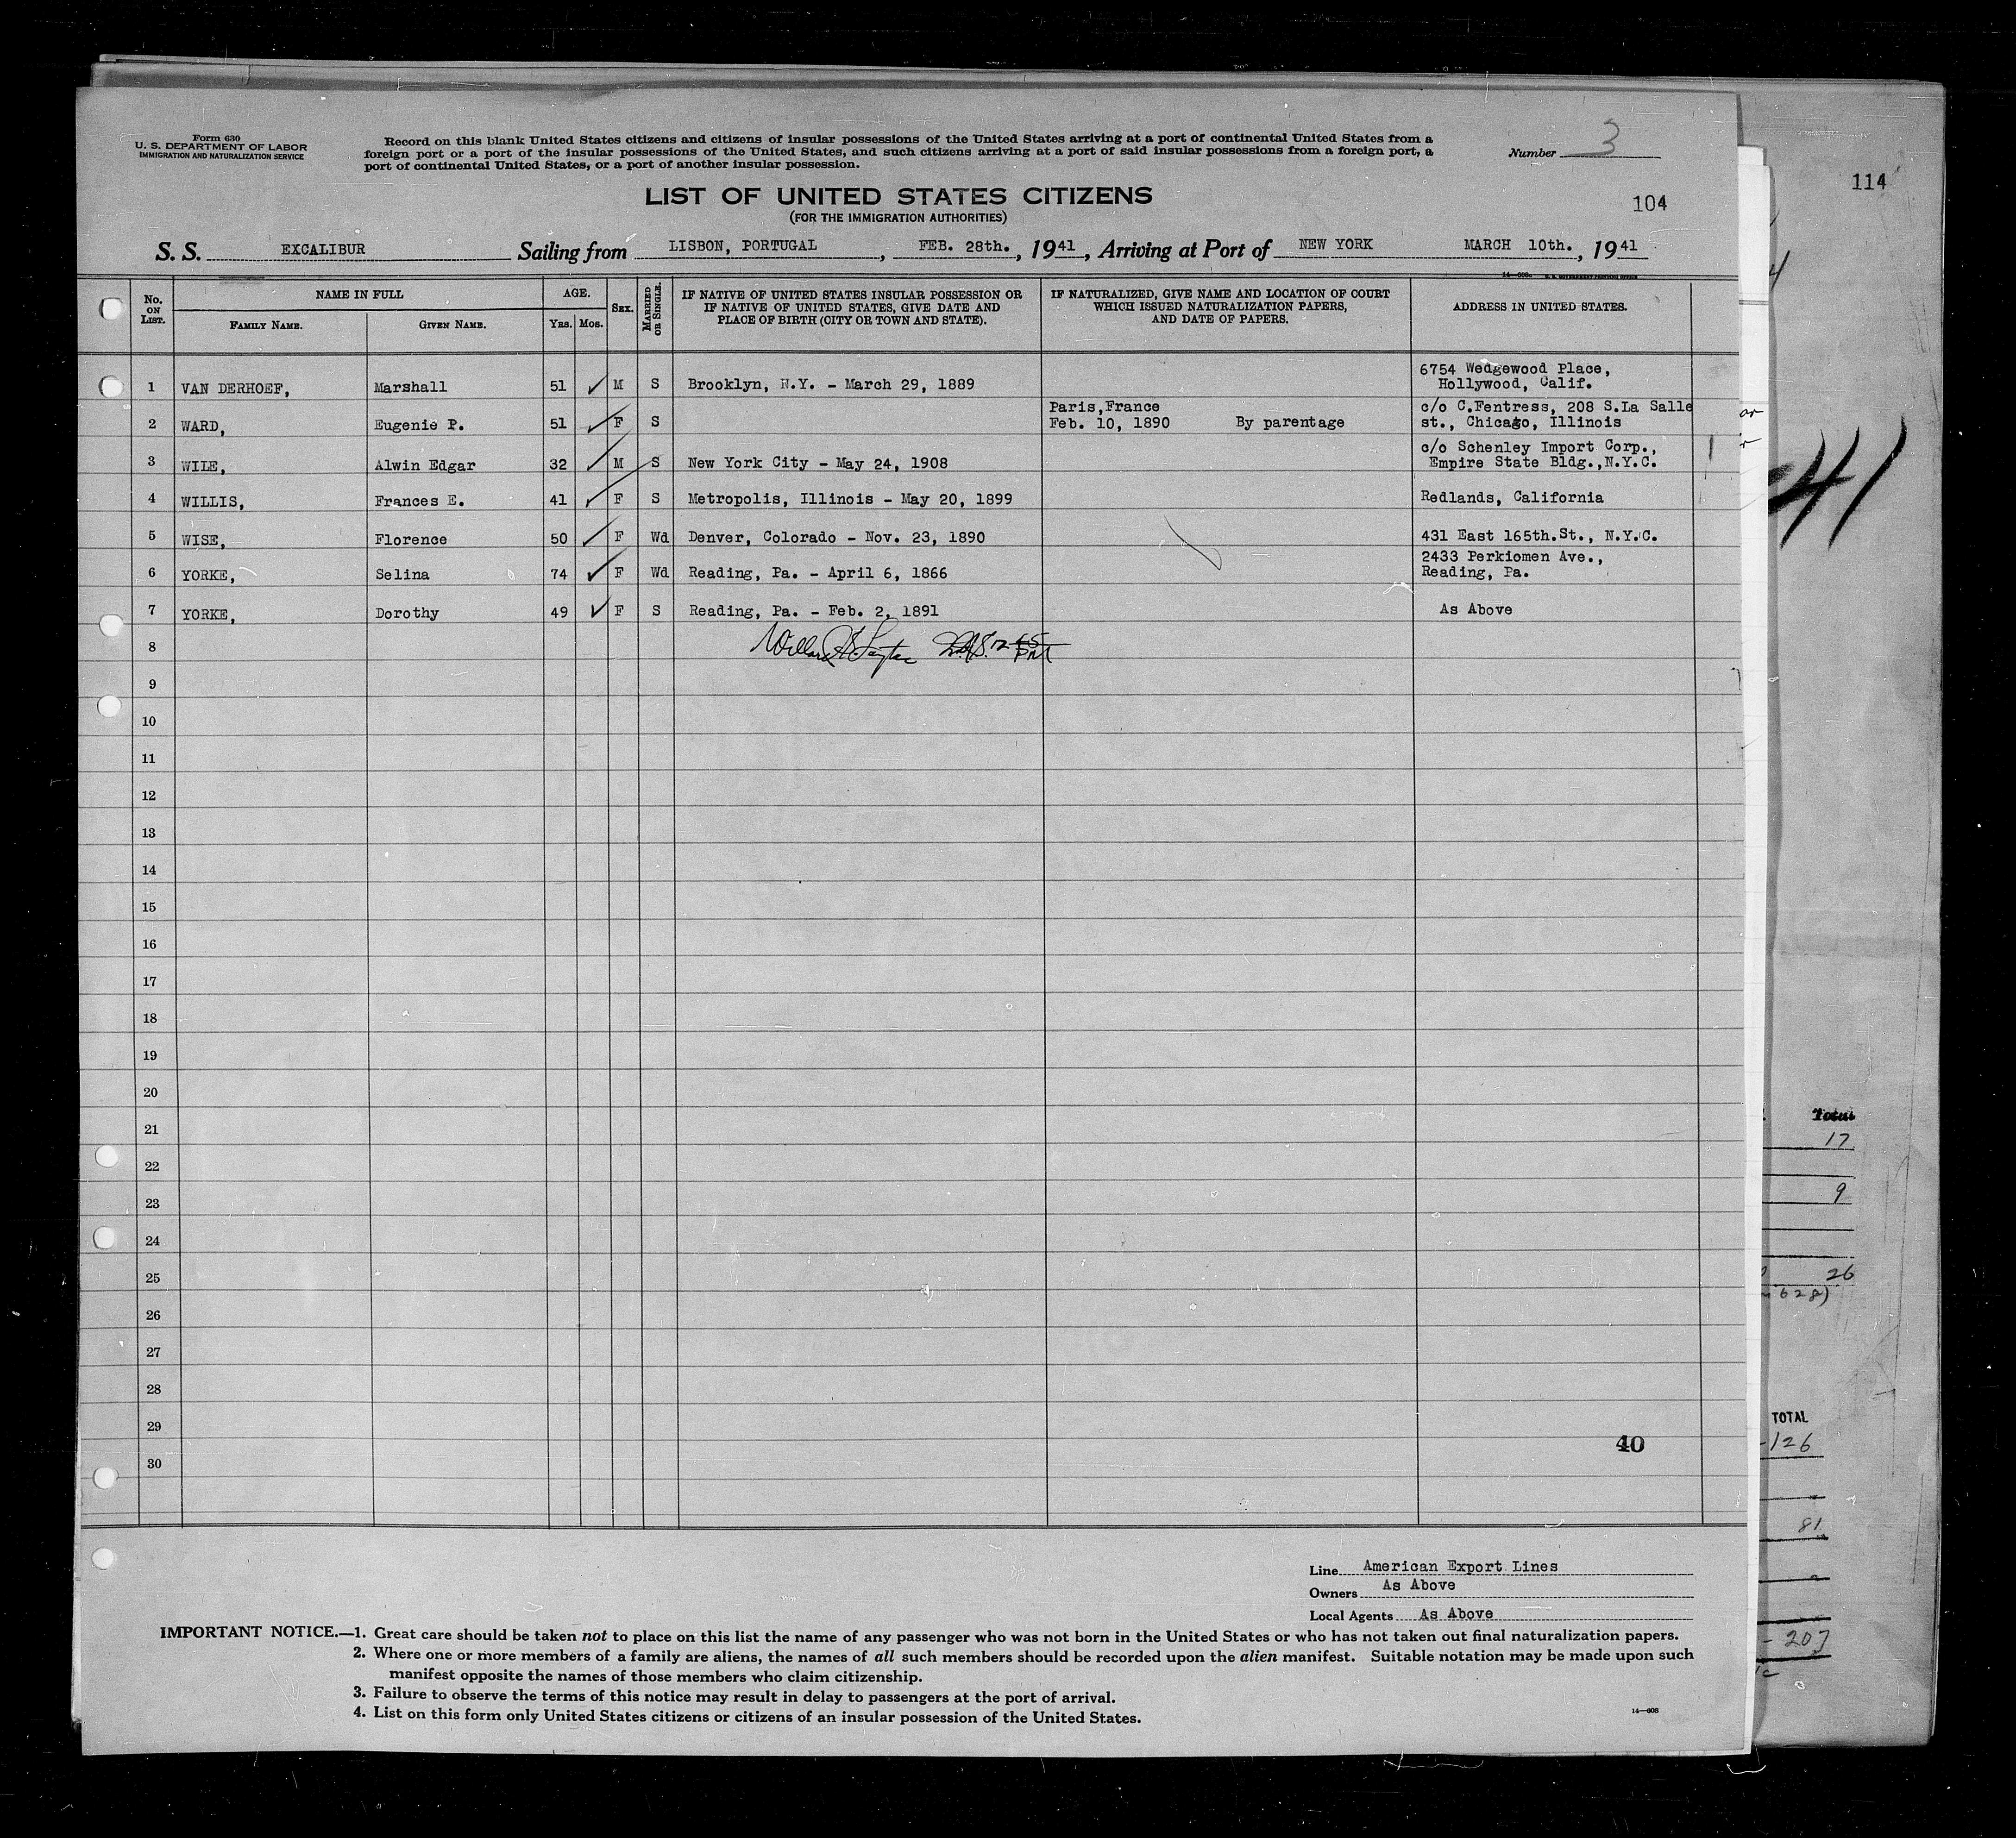 Form 630
U. S. DEPARTMENT OF LABOR
IMMIGRATION AND NATURALIZATION SERVICE
Record on this blank United States citizens and citizens of insular possessions of the United States arriving at a port of continental United States from a
foreign port or a port of the insular possessions of the United States, and such citizens arriving at a port of said insular possessions from a foreign port, a
port of continental United States, or a port of another insular possession.
Number 3
LIST OF UNITED STATES CITIZENS
(FOR THE IMMIGRATION AUTHORITIES)
104
114
S. S. EXCALIBUR Sailing from LISBON, PORTUGAL, FEB. 28th., 1941, Arriving at Port of NEW YORK MARCH 10th., 1941
No. ON LIST. NAME IN FULL FAMILY NAME. GIVEN NAME. AGE. YRS. MOS. SEX. MARRIED OR SINGLE.
IF NATIVE OF UNITED STATES INSULAR POSSESSION OR
IF NATIVE OF UNITED STATES, GIVE DATE AND
PLACE OF BIRTH (CITY OR TOWN AND STATE).
IF NATURALIZED, GIVE NAME AND LOCATION OF COURT
WHICH ISSUED NATURALIZATION PAPERS,
AND DATE OF PAPERS.
ADDRESS IN UNITED STATES.
1 VAN DERHOEF, Marshall 51 M S Brooklyn, N.Y. - March 29, 1889 6754 Wedgewood Place,
Hollywood, Calif.
2 WARD, Eugenie P. 51 F S Paris,France
Feb. 10, 1890 By parentage c/o C.Fentress, 208 S.La Salle
st., Chicago, Illinois
3 WILE, Alwin Edgar 32 M S New York City - May 24, 1908 c/o Schenley Import Corp.,
Empire State Bldg.,N.Y.C.
4 WILLIS, Frances E. 41 F S Metropolis, Illinois - May 20, 1899 Redlands, California
5 WISE, Florence 50 F Wd Denver, Colorado - Nov. 23, 1890 431 East 165th.St., N.Y.C.
6 YORKE, Selina 74 F Wd Reading, Pa. - April 6, 1866 2433 Perkiomen Ave.,
Reading, Pa.
7 YORKE, Dorothy 49 F S Reading, Pa. - Feb. 2, 1891 As Above
8
9
10
11
12
13
14
15
16
17
18
19
20
21
22
23
24
25
26
27
28
29
30
40
41
Total
17
9
26
628)
TOTAL
126
81
207
Line American Export Lines
Owners As Above
Local Agents As Above
IMPORTANT NOTICE.—1. Great care should be taken not to place on this list the name of any passenger who was not born in the United States or who has not taken out final naturalization papers.
2. Where one or more members of a family are aliens, the names of all such members should be recorded upon the alien manifest. Suitable notation may be made upon such
manifest opposite the names of those members who claim citizenship.
3. Failure to observe the terms of this notice may result in delay to passengers at the port of arrival.
4. List on this form only United States citizens or citizens of an insular possession of the United States.
14—608